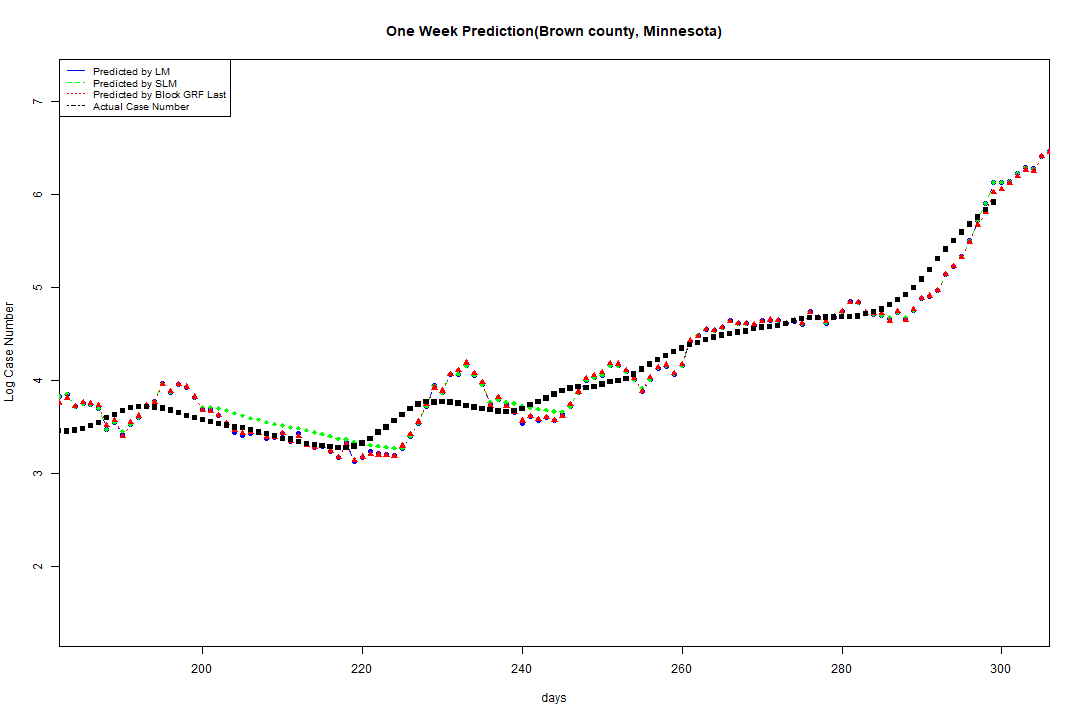 One Week Prediction(Brown county, Minnesota)
Predicted by LM
Predicted by SLM
Predicted by Block GRF Last
Actual Case Number
7
6
5
4
3
2
Log Case Number
200 220 240 260 280 300
days